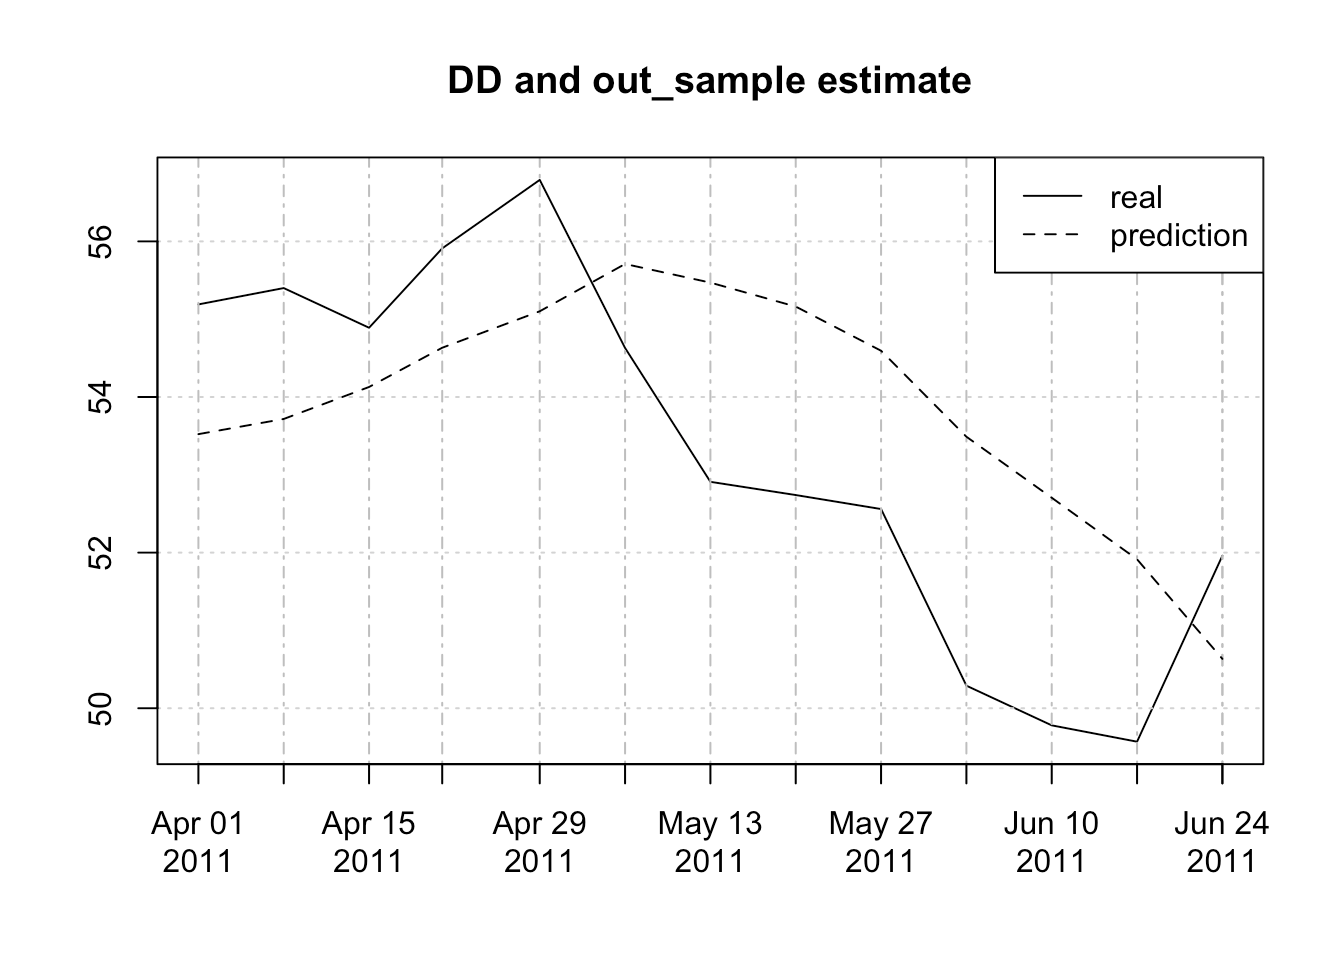 DD and out_sample estimate
real
prediction
56
54
52
50
Apr 01 Apr 15 Apr 29 May 13 May 27 Jun 10 Jun 24
2011 2011 2011 2011 2011 2011 2011